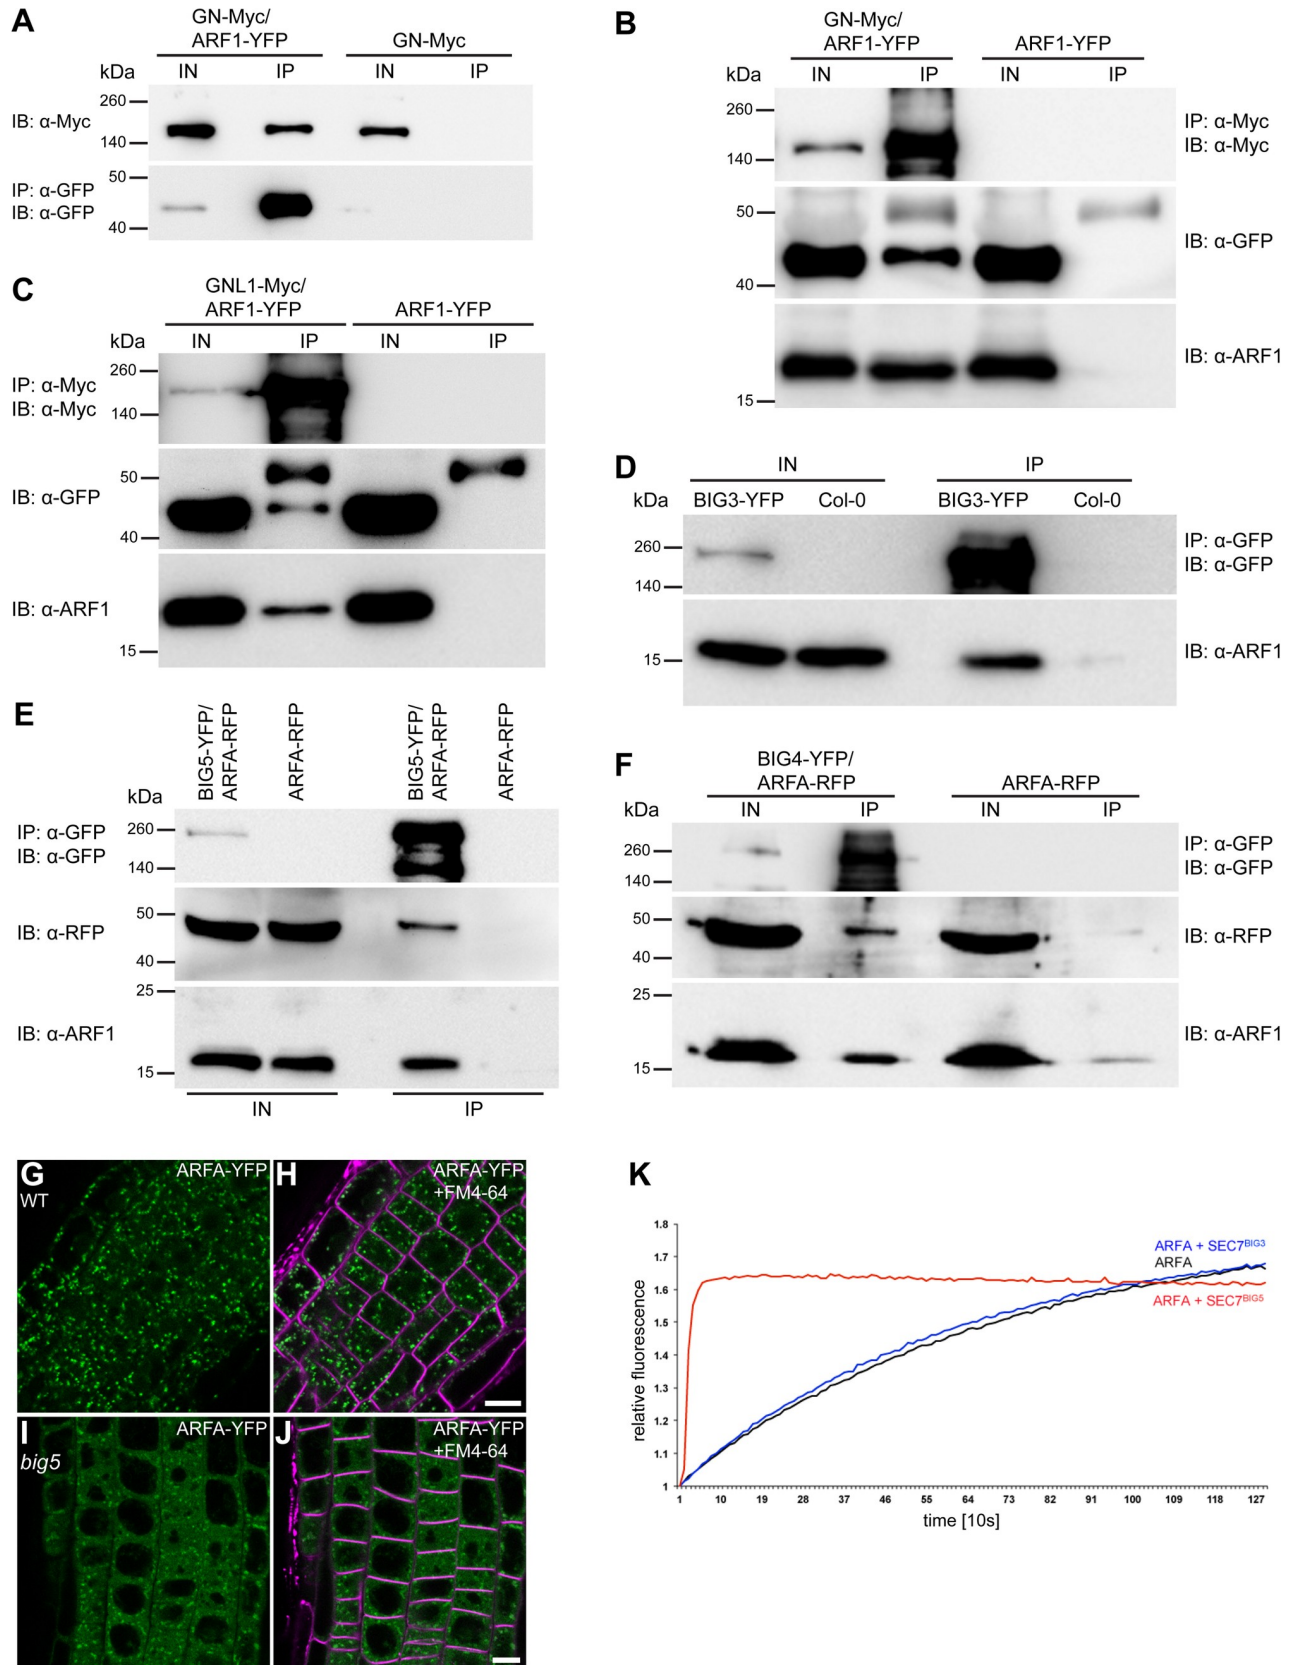 A
GN-Myc/
ARF1-YFP
GN-Myc
kDa
IN
IP
IN
IP
260
IB: α-Myc
140
50
IP: α-GFP
IB: α-GFP
40
B
GN-Myc/
ARF1-YFP
ARF1-YFP
kDa
IN
IP
IN
IP
260
IP: α-Myc
IB: α-Myc
140
50
IB: α-GFP
40
IB: α-ARF1
15
C
GNL1-Myc/
ARF1-YFP
ARF1-YFP
kDa
IN
IP
IN
IP
260
IP: α-Myc
IB: α-Myc
140
50
IB: α-GFP
40
IB: α-ARF1
15
D
IN
IP
kDa
BIG3-YFP
Col-0
BIG3-YFP
Col-0
260
IP: α-GFP
IB: α-GFP
140
IB: α-ARF1
15
E
BIG5-YFP/
ARFA-RFP
ARFA-RFP
BIG5-YFP/
ARFA-RFP
ARFA-RFP
kDa
260
IP: α-GFP
IB: α-GFP
140
50
IB: α-RFP
40
25
IB: α-ARF1
15
IN
IP
F
BIG4-YFP/
ARFA-RFP
ARFA-RFP
kDa
IN
IP
IN
IP
260
IP: α-GFP
IB: α-GFP
140
50
IB: α-RFP
40
25
IB: α-ARF1
15
G
ARFA-YFP
WT
H
ARFA-YFP
+FM4-64
I
ARFA-YFP
big5
J
ARFA-YFP
+FM4-64
K
1.8
1.7
1.6
1.5
1.4
1.3
1.2
1.1
1
relative fluorescence
ARFA + SEC7BIG3
ARFA
ARFA + SEC7BIG5
1 10 19 28 37 46 55 64 73 82 91 100 109 118 127
time [10s]